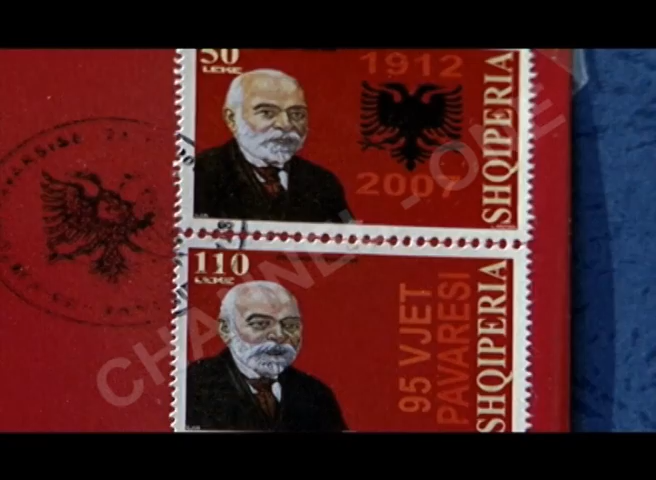 50
LEKE
1912
2007
SHQIPERIA
110
LEKE
95 VJET
PAVARESI
SHQIPERIA
CHANNEL - ONE